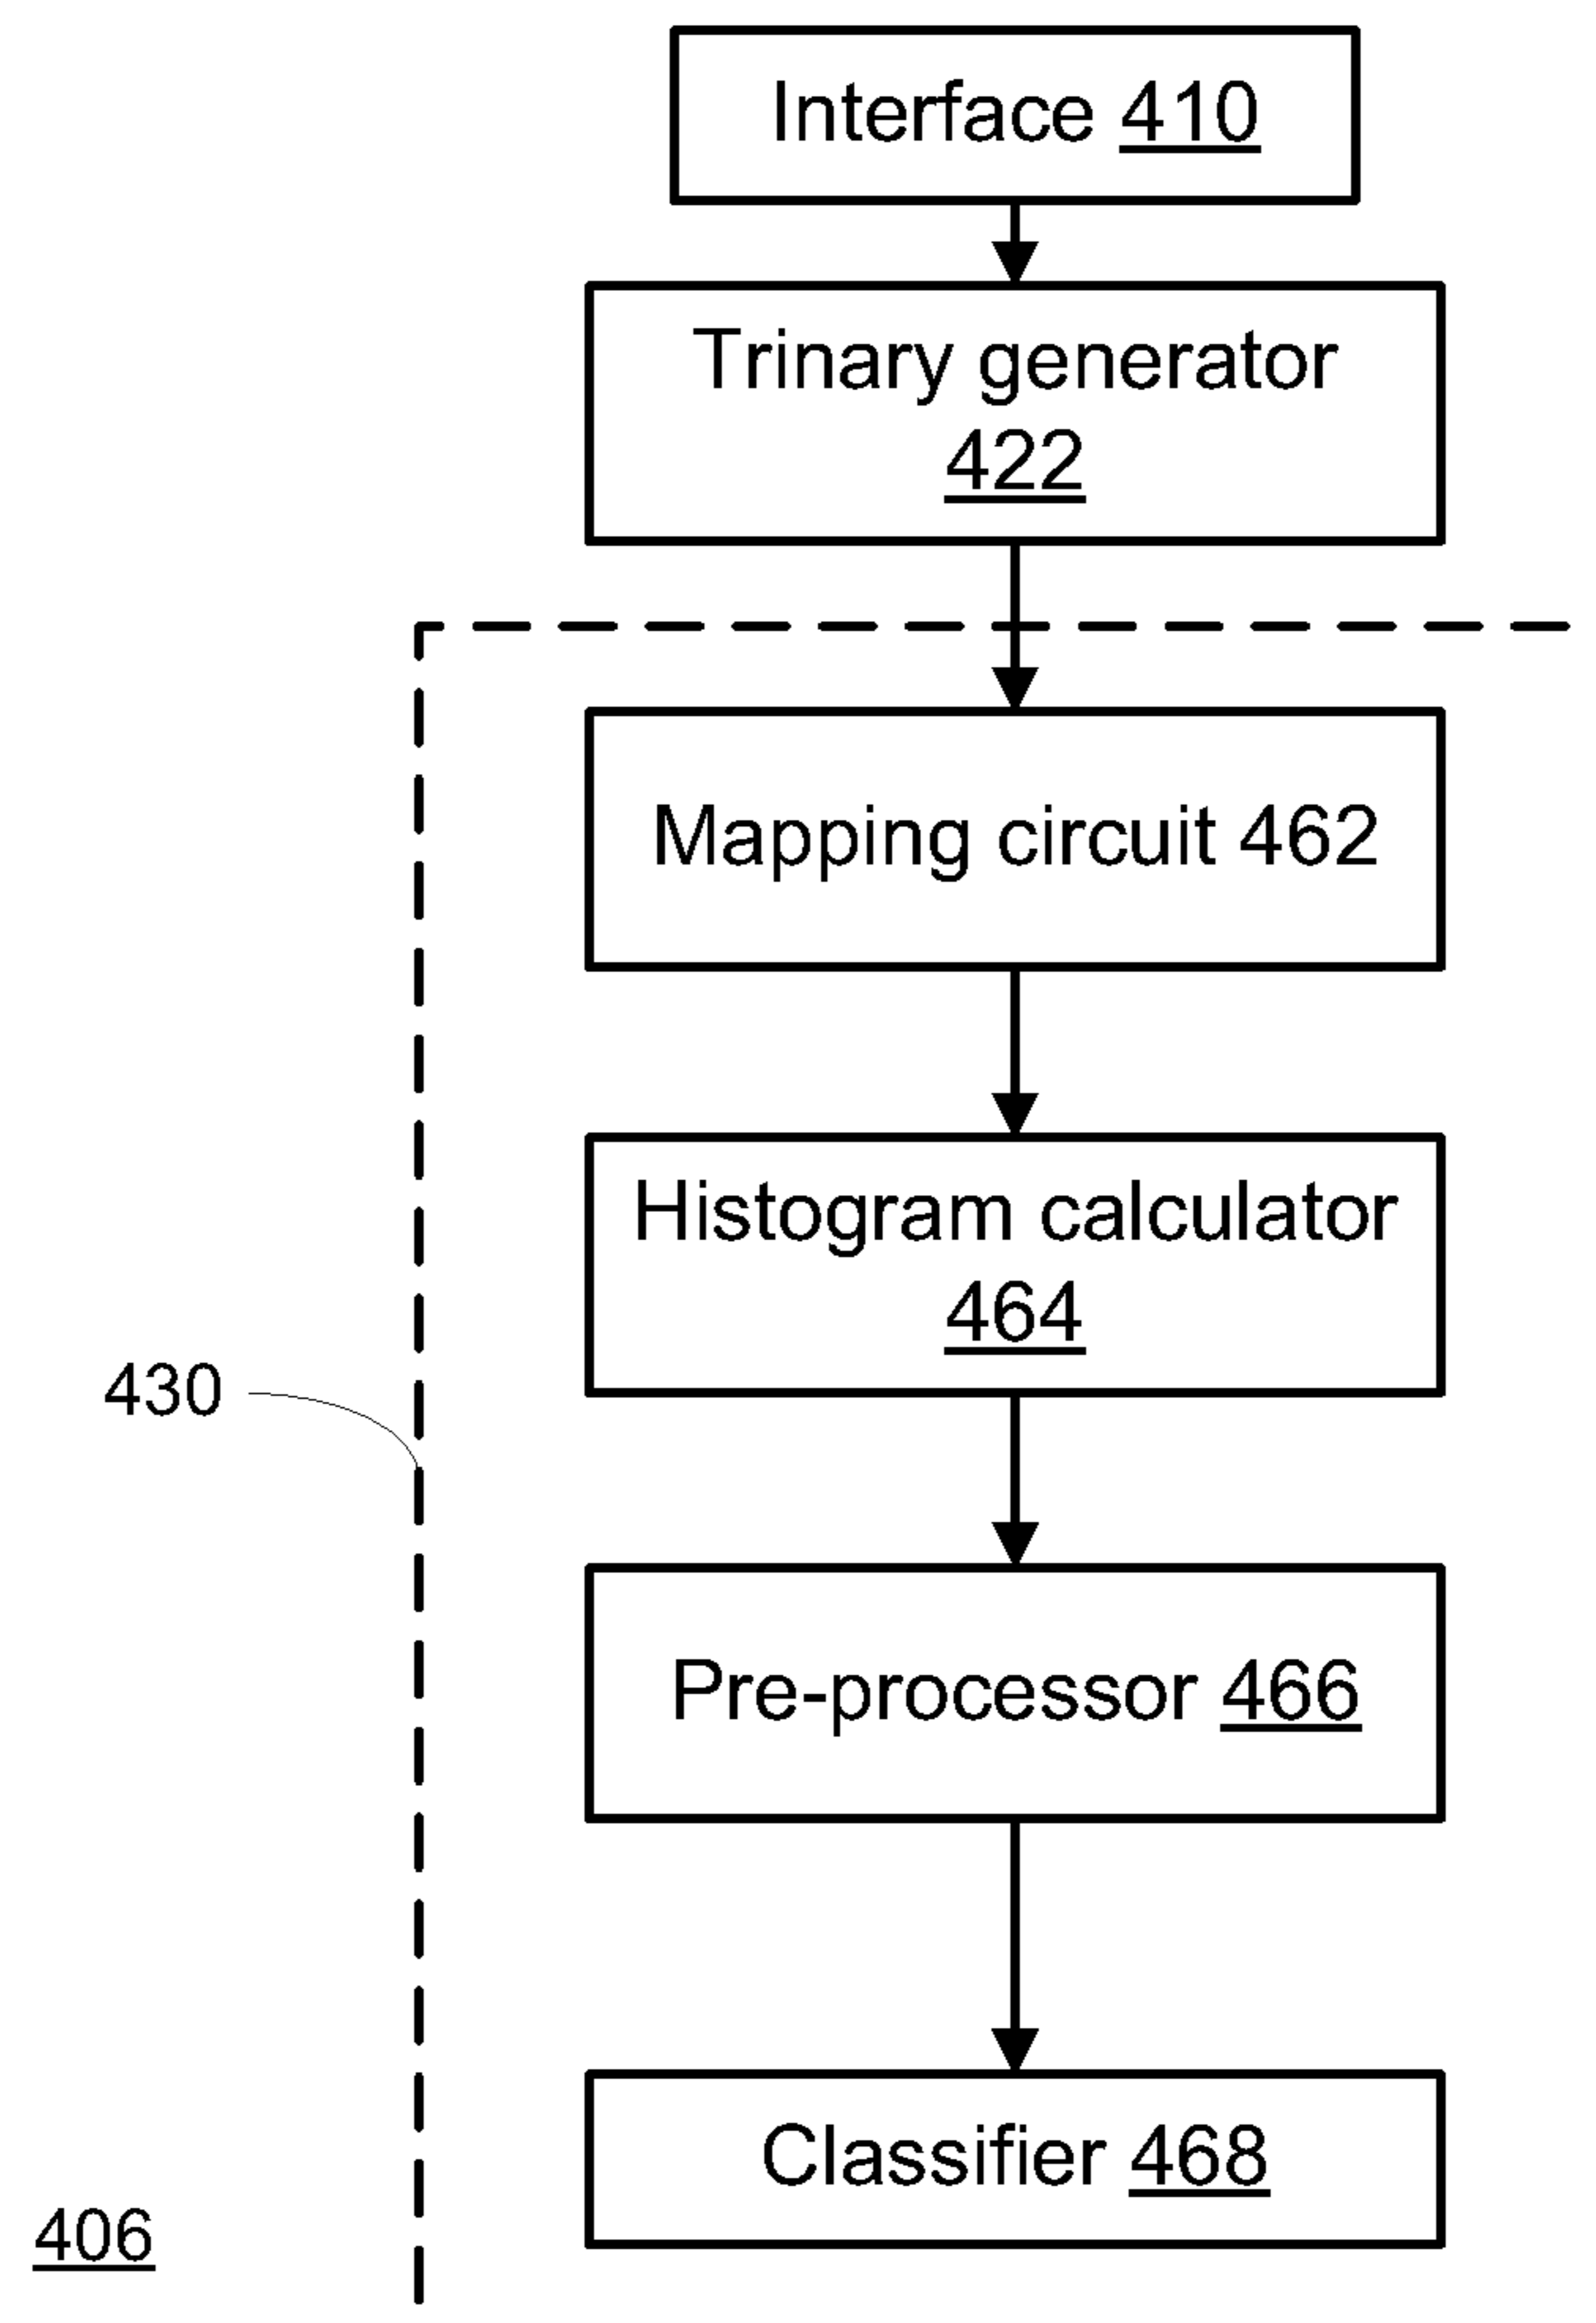 Interface 410
Trinary generator
422
Mapping circuit 462
Histogram calculator
464
430
Pre-processor 466
Classifier 468
406